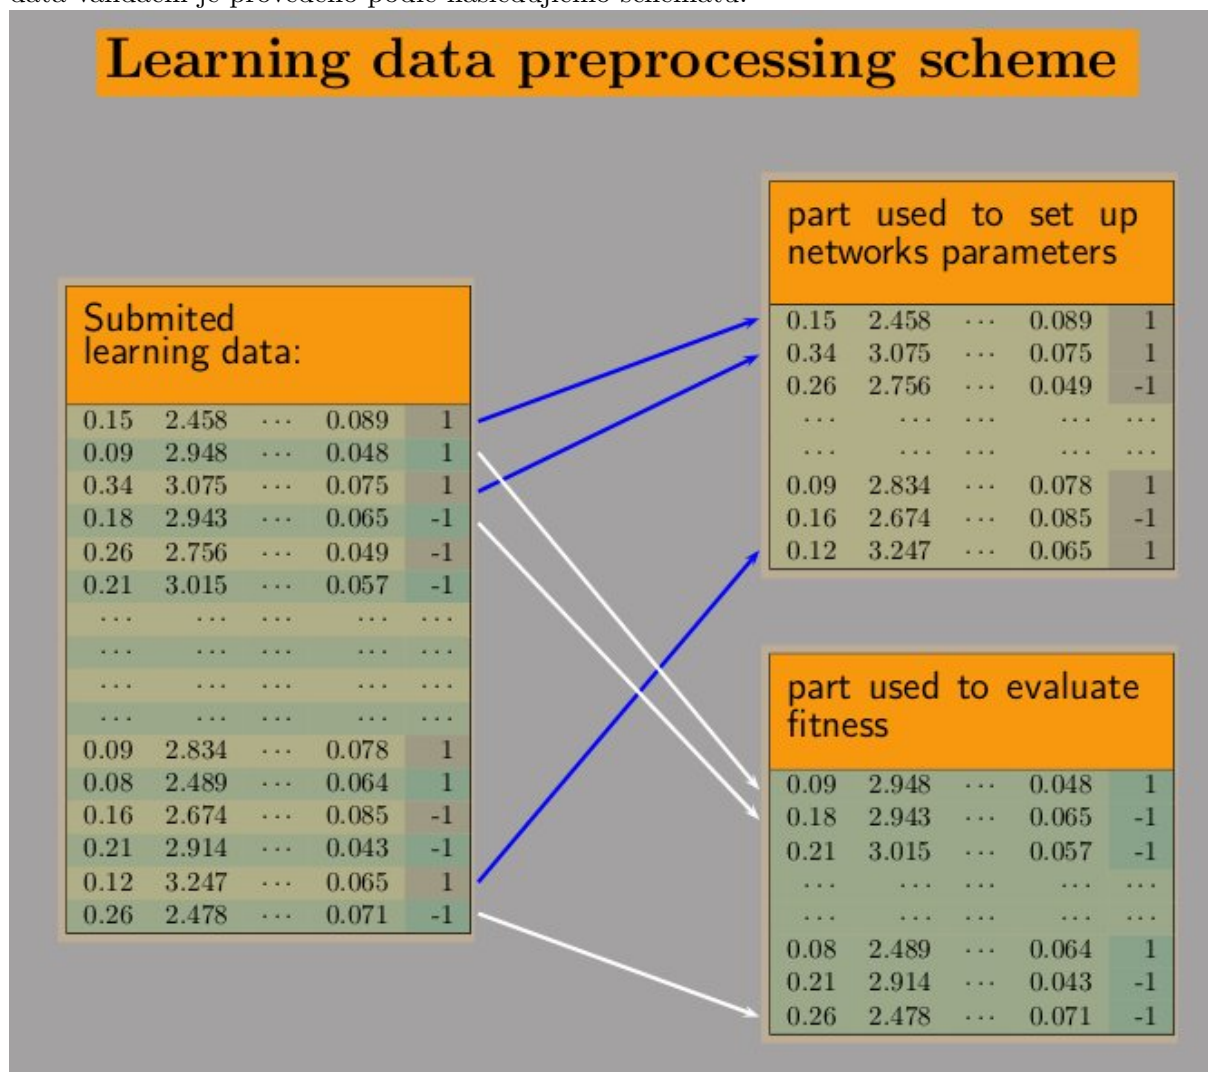 data validační je provedeno podle následujícího schématu.
Learning data preprocessing scheme
Submited
learning data:
0.15 2.458 ··· 0.089 1
0.09 2.948 ··· 0.048 1
0.34 3.075 ··· 0.075 1
0.18 2.943 ··· 0.065 -1
0.26 2.756 ··· 0.049 -1
0.21 3.015 ··· 0.057 -1
··· ··· ··· ··· ···
··· ··· ··· ··· ···
··· ··· ··· ··· ···
··· ··· ··· ··· ···
0.09 2.834 ··· 0.078 1
0.08 2.489 ··· 0.064 1
0.16 2.674 ··· 0.085 -1
0.21 2.914 ··· 0.043 -1
0.12 3.247 ··· 0.065 1
0.26 2.478 ··· 0.071 -1
part used to set up
networks parameters
0.15 2.458 ··· 0.089 1
0.34 3.075 ··· 0.075 1
0.26 2.756 ··· 0.049 -1
··· ··· ··· ··· ···
··· ··· ··· ··· ···
0.09 2.834 ··· 0.078 1
0.16 2.674 ··· 0.085 -1
0.12 3.247 ··· 0.065 1
part used to evaluate
fitness
0.09 2.948 ··· 0.048 1
0.18 2.943 ··· 0.065 -1
0.21 3.015 ··· 0.057 -1
··· ··· ··· ··· ···
··· ··· ··· ··· ···
0.08 2.489 ··· 0.064 1
0.21 2.914 ··· 0.043 -1
0.26 2.478 ··· 0.071 -1